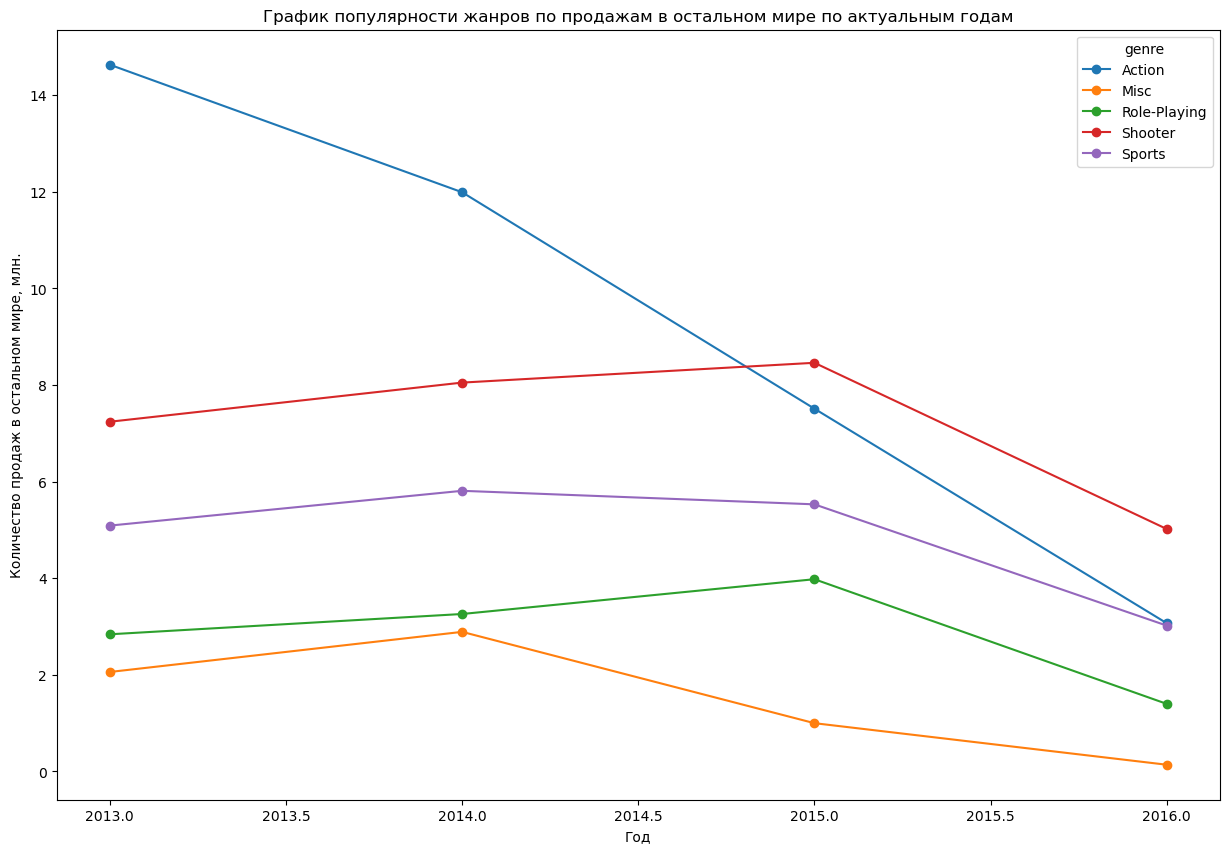 График популярности жанров по продажам в остальном мире по актуальным годам
genre
Action
Misc
Role-Playing
Shooter
Sports
Количество продаж в остальном мире, млн.
14
12
10
8
6
4
2
0
2013.0 2013.5 2014.0 2014.5 2015.0 2015.5 2016.0
Год